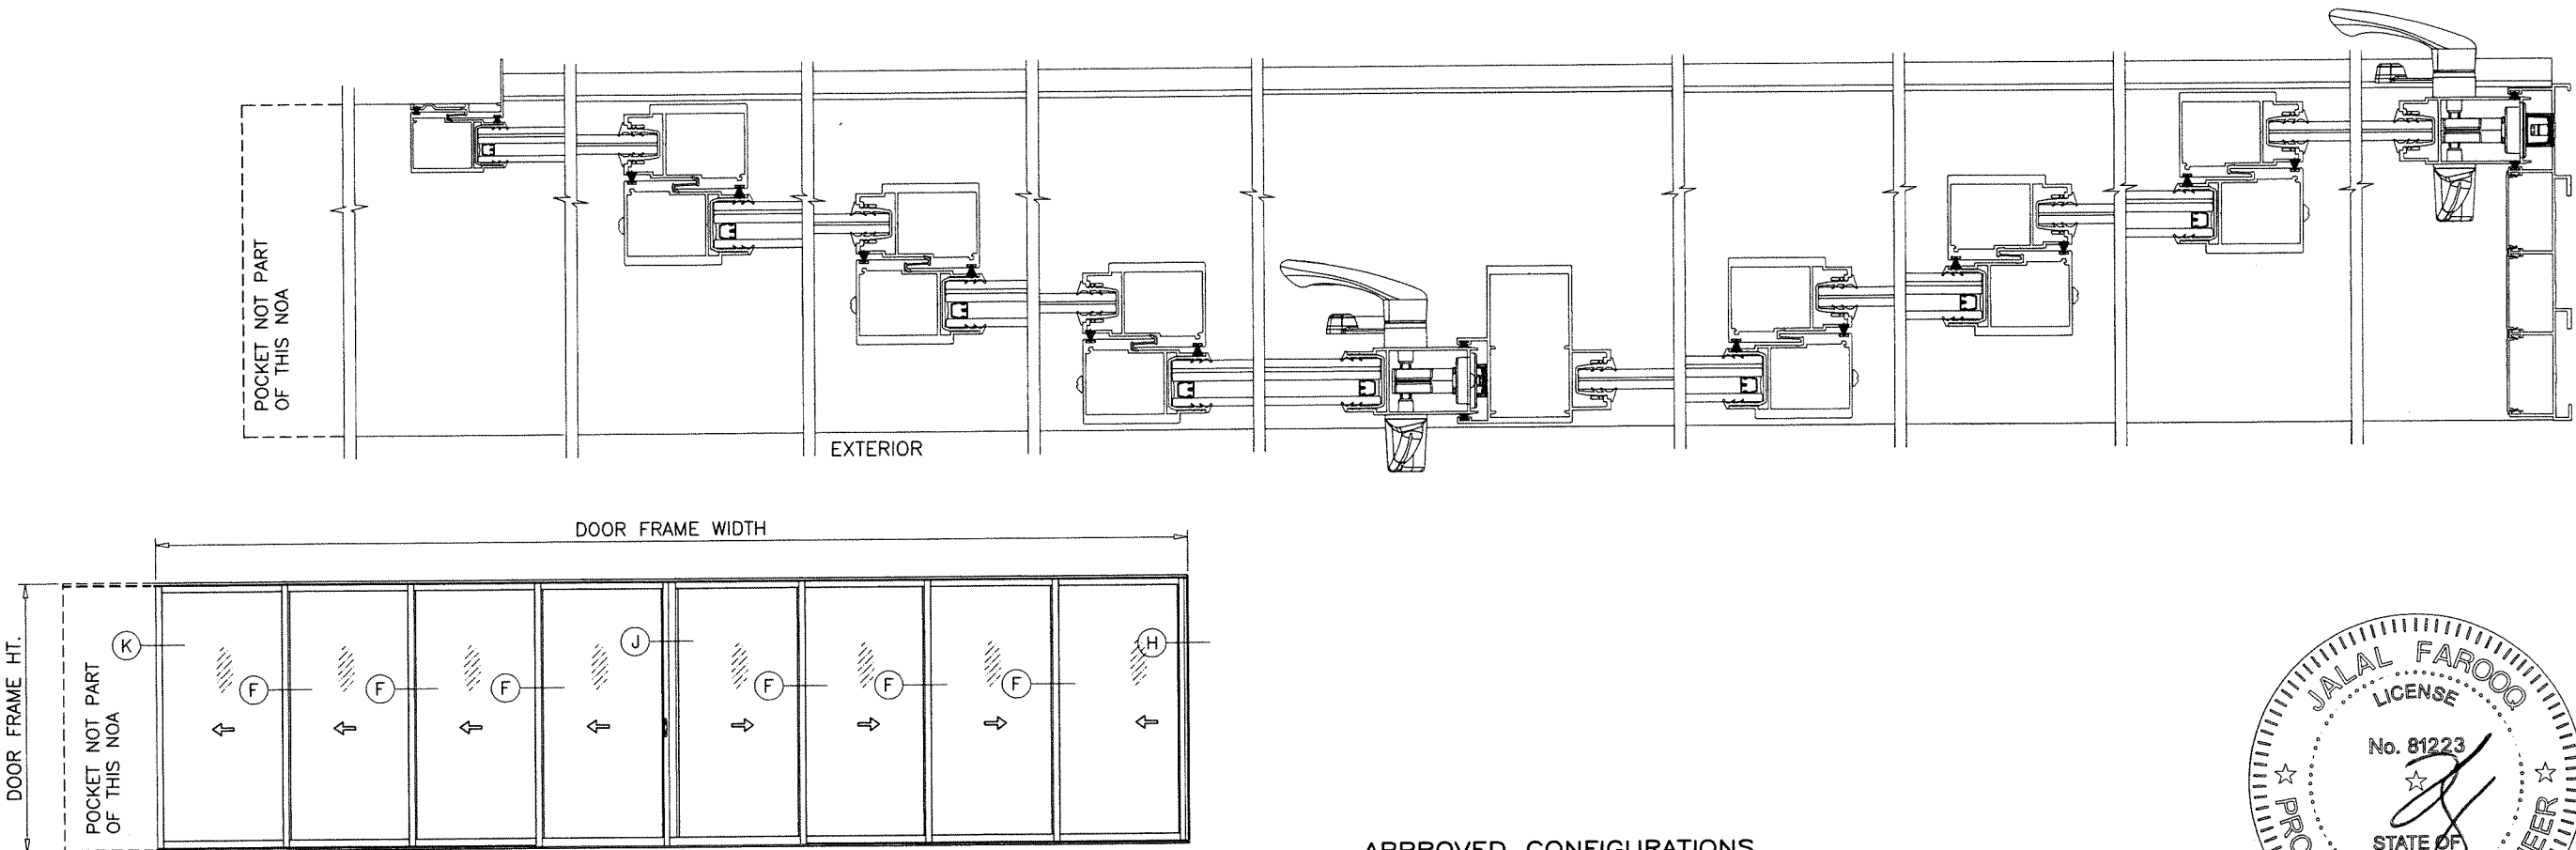 POCKET NOT PART
OF THIS NOA
EXTERIOR
DOOR FRAME WIDTH
DOOR FRAME HT.
POCKET NOT PART
OF THIS NOA
K
F
F
F
J
F
F
F
H
APPROVED CONFIGURATIONS
JALAL FAROOQ
LICENSE
No. 81223
STATE OF